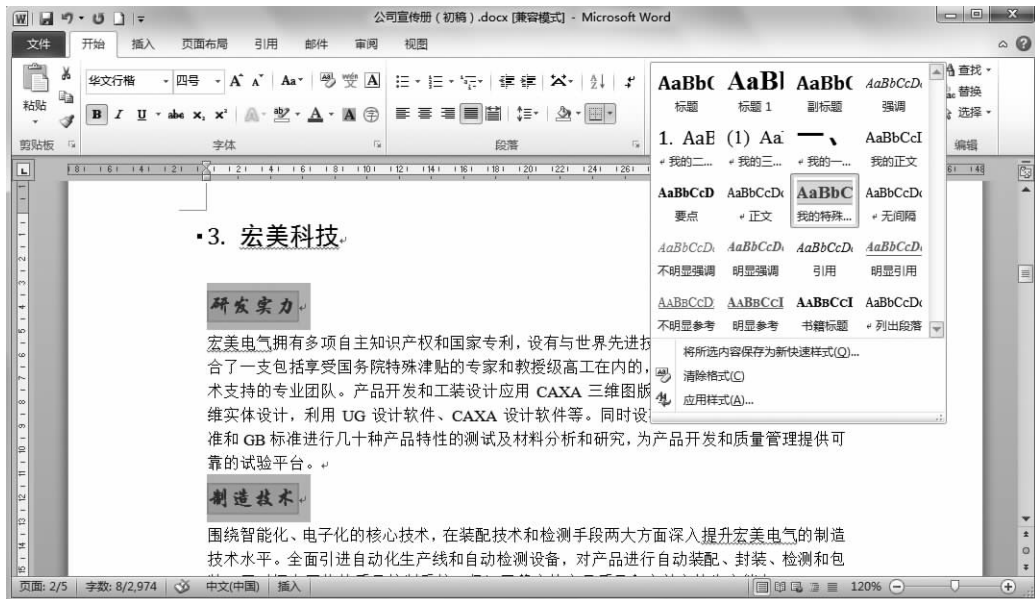 公司宣传册（初稿）.docx [兼容模式] - Microsoft Word
文件 开始 插入 页面布局 引用 邮件 审阅 视图
华文行楷 四号 A A Aa wén A
粘贴 B I U abc x₂ x² A ab A A 字
查找
替换
选择
剪贴板 字体 段落 编辑
AaBb( AaBl AaBb( AaBbCcD
标题 标题 1 副标题 强调
1. AaB (1) Aa 一、 AaBbCcI
我的二... 我的三... 我的一... 我的正文
AaBbCcD AaBbCcD AaBbC AaBbCcD
要点 正文 我的特殊... 无间隔
AaBbCcD AaBbCcD AaBbCcD AaBbCcD
不明显强调 明显强调 引用 明显引用
AABBCCD AABBCCI AABBCCI AaBbCcD
不明显参考 明显参考 书籍标题 列出段落
将所选内容保存为新快速样式(Q)...
清除格式(C)
应用样式(A)...
3. 宏美科技
研发实力
宏美电气拥有多项自主知识产权和国家专利，设有与世界先进技
合了一支包括享受国务院特殊津贴的专家和教授级高工在内的，
术支持的专业团队。产品开发和工装设计应用 CAXA 三维图版
维实体设计，利用 UG 设计软件、CAXA 设计软件等。同时设
准和 GB 标准进行几十种产品特性的测试及材料分析和研究，为产品开发和质量管理提供可
靠的试验平台。
制造技术
围绕智能化、电子化的核心技术，在装配技术和检测手段两大方面深入提升宏美电气的制造
技术水平。全面引进自动化生产线和自动检测设备，对产品进行自动装配、封装、检测和包
页面: 2/5 字数: 8/2,974 中文(中国) 插入 120%